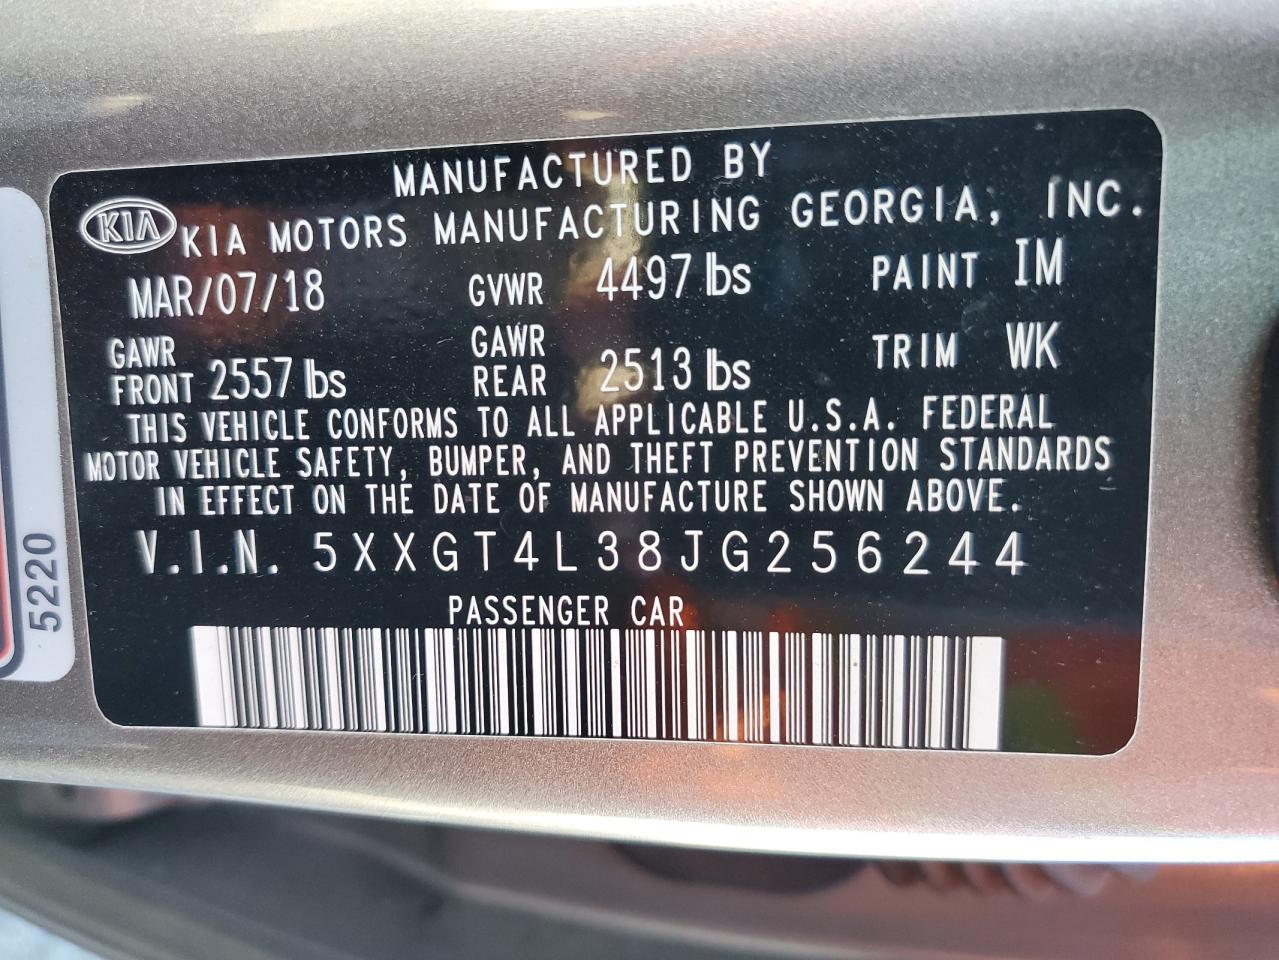 MANUFACTURED BY
KIA KIA MOTORS MANUFACTURING GEORGIA, INC.
MAR/07/18 GVWR 4497 lbs PAINT IM
GAWR FRONT 2557 lbs GAWR REAR 2513 lbs TRIM WK
THIS VEHICLE CONFORMS TO ALL APPLICABLE U.S.A. FEDERAL
MOTOR VEHICLE SAFETY, BUMPER, AND THEFT PREVENTION STANDARDS
IN EFFECT ON THE DATE OF MANUFACTURE SHOWN ABOVE.
V.I.N. 5XXGT4L38JG256244
PASSENGER CAR
5220